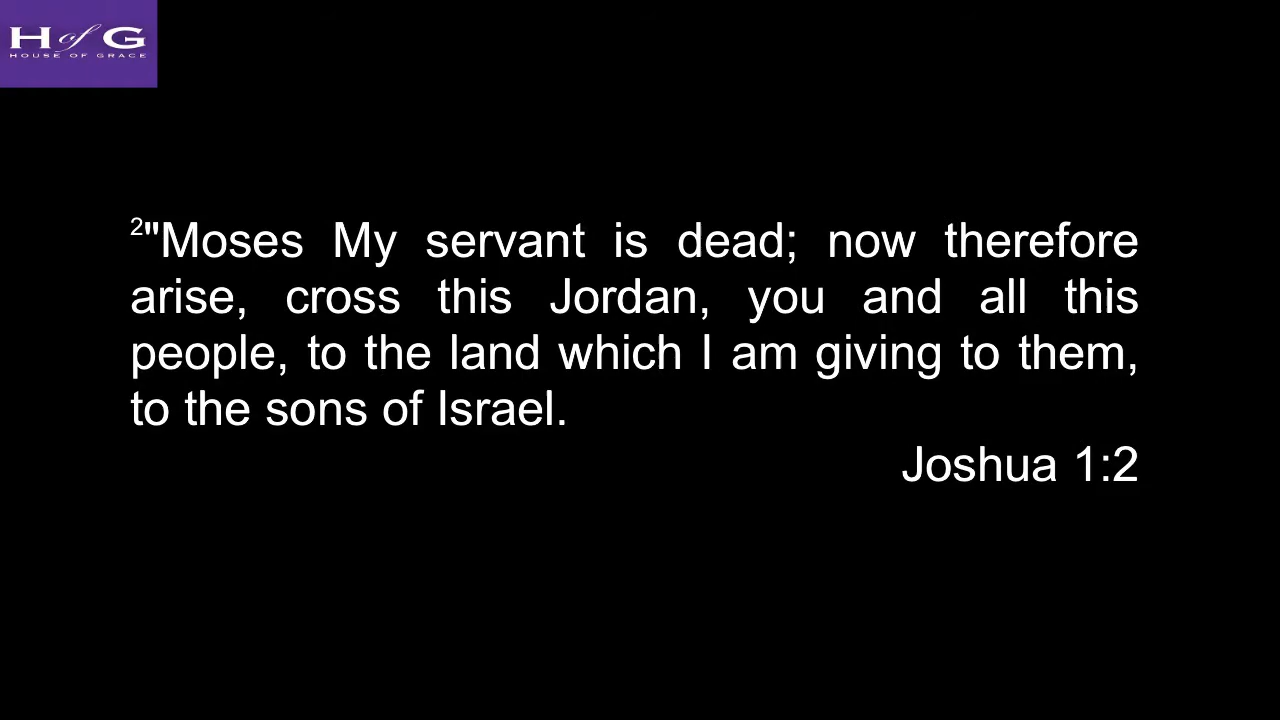 H of G
HOUSE OF GRACE
2"Moses My servant is dead; now therefore
arise, cross this Jordan, you and all this
people, to the land which I am giving to them,
to the sons of Israel.
Joshua 1:2